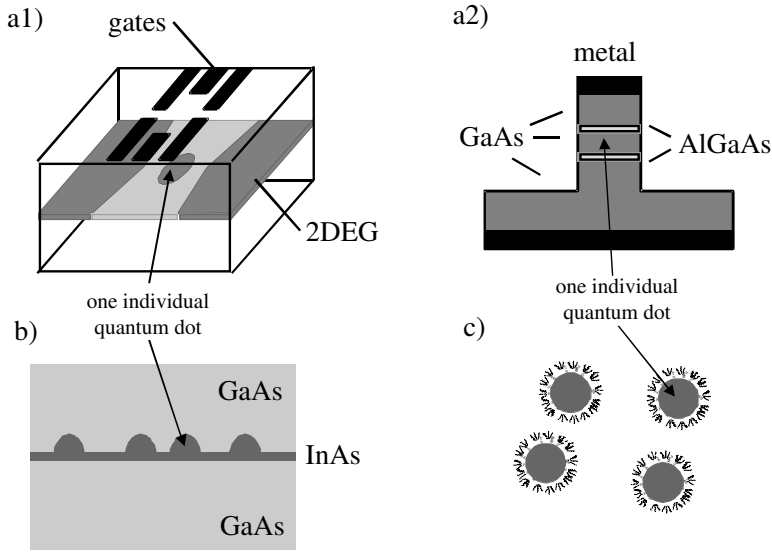 a1)
gates
2DEG
a2)
metal
GaAs
AlGaAs
one individual
quantum dot
one individual
quantum dot
b)
GaAs
InAs
GaAs
c)